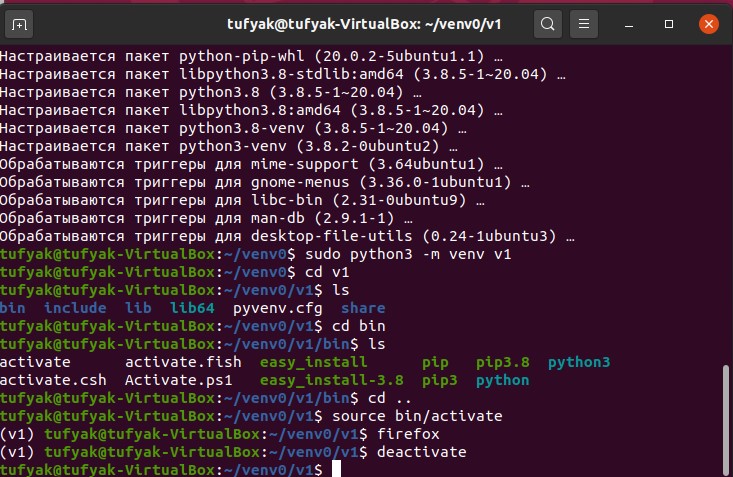 tufyak@tufyak-VirtualBox: ~/venv0/v1
Настраивается пакет python-pip-whl (20.0.2-5ubuntu1.1) …
Настраивается пакет libpython3.8-stdlib:amd64 (3.8.5-1~20.04) …
Настраивается пакет python3.8 (3.8.5-1~20.04) …
Настраивается пакет libpython3.8:amd64 (3.8.5-1~20.04) …
Настраивается пакет python3.8-venv (3.8.5-1~20.04) …
Настраивается пакет python3-venv (3.8.2-0ubuntu2) …
Обрабатываются триггеры для mime-support (3.64ubuntu1) …
Обрабатываются триггеры для gnome-menus (3.36.0-1ubuntu1) …
Обрабатываются триггеры для libc-bin (2.31-0ubuntu9) …
Обрабатываются триггеры для man-db (2.9.1-1) …
Обрабатываются триггеры для desktop-file-utils (0.24-1ubuntu3) …
tufyak@tufyak-VirtualBox:~/venv0$ sudo python3 -m venv v1
tufyak@tufyak-VirtualBox:~/venv0$ cd v1
tufyak@tufyak-VirtualBox:~/venv0/v1$ ls
bin  include  lib  lib64  pyvenv.cfg  share
tufyak@tufyak-VirtualBox:~/venv0/v1$ cd bin
tufyak@tufyak-VirtualBox:~/venv0/v1/bin$ ls
activate      activate.fish  easy_install      pip   pip3.8  python3
activate.csh  Activate.ps1   easy_install-3.8  pip3  python
tufyak@tufyak-VirtualBox:~/venv0/v1/bin$ cd ..
tufyak@tufyak-VirtualBox:~/venv0/v1$ source bin/activate
(v1) tufyak@tufyak-VirtualBox:~/venv0/v1$ firefox
(v1) tufyak@tufyak-VirtualBox:~/venv0/v1$ deactivate
tufyak@tufyak-VirtualBox:~/venv0/v1$